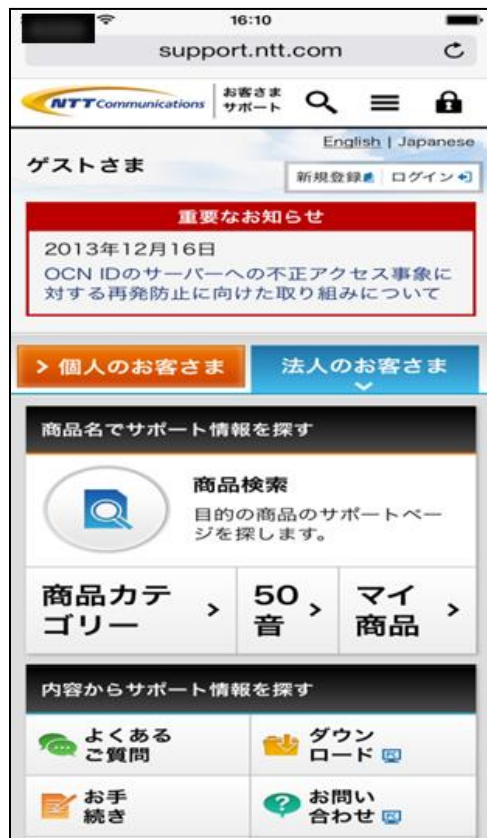 16:10
support.ntt.com
NTT Communications
お客さま
サポート
English | Japanese
ゲストさま
新規登録 ログイン
重要なお知らせ
2013年12月16日
OCN IDのサーバーへの不正アクセス事象に
対する再発防止に向けた取り組みについて
> 個人のお客さま
法人のお客さま
商品名でサポート情報を探す
商品検索
目的の商品のサポートペー
ジを探します。
商品カテ
ゴリー
50
音
マイ
商品
内容からサポート情報を探す
よくある
ご質問
ダウン
ロード
お手
続き
お問い
合わせ